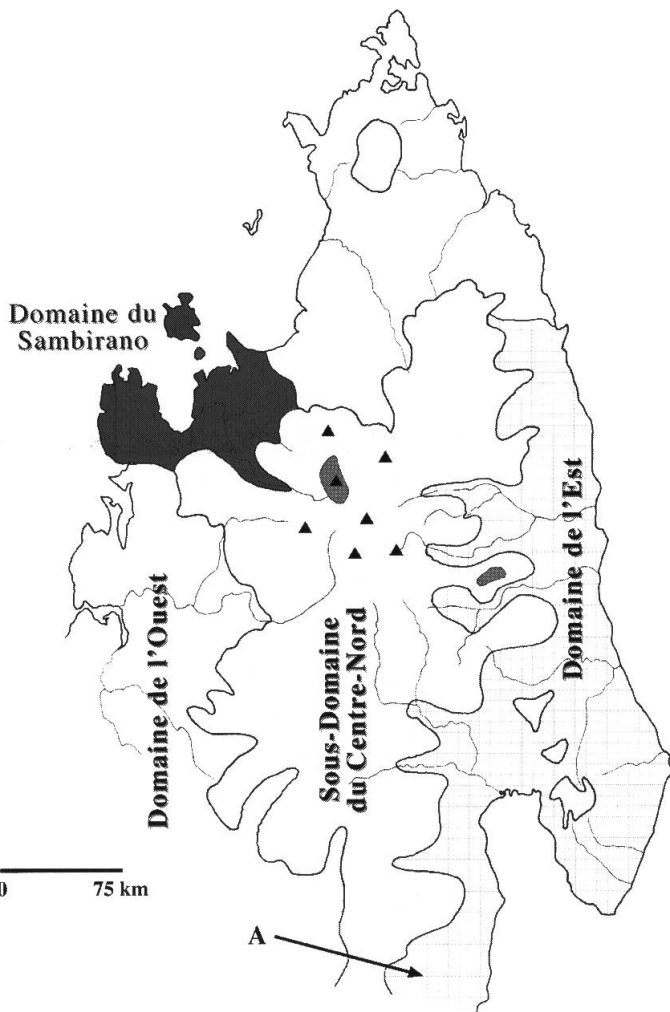 Domaine du
Sambirano
Domaine de l'Ouest
Sous-Domaine
du Centre-Nord
Domaine de l'Est
0
75 km
A